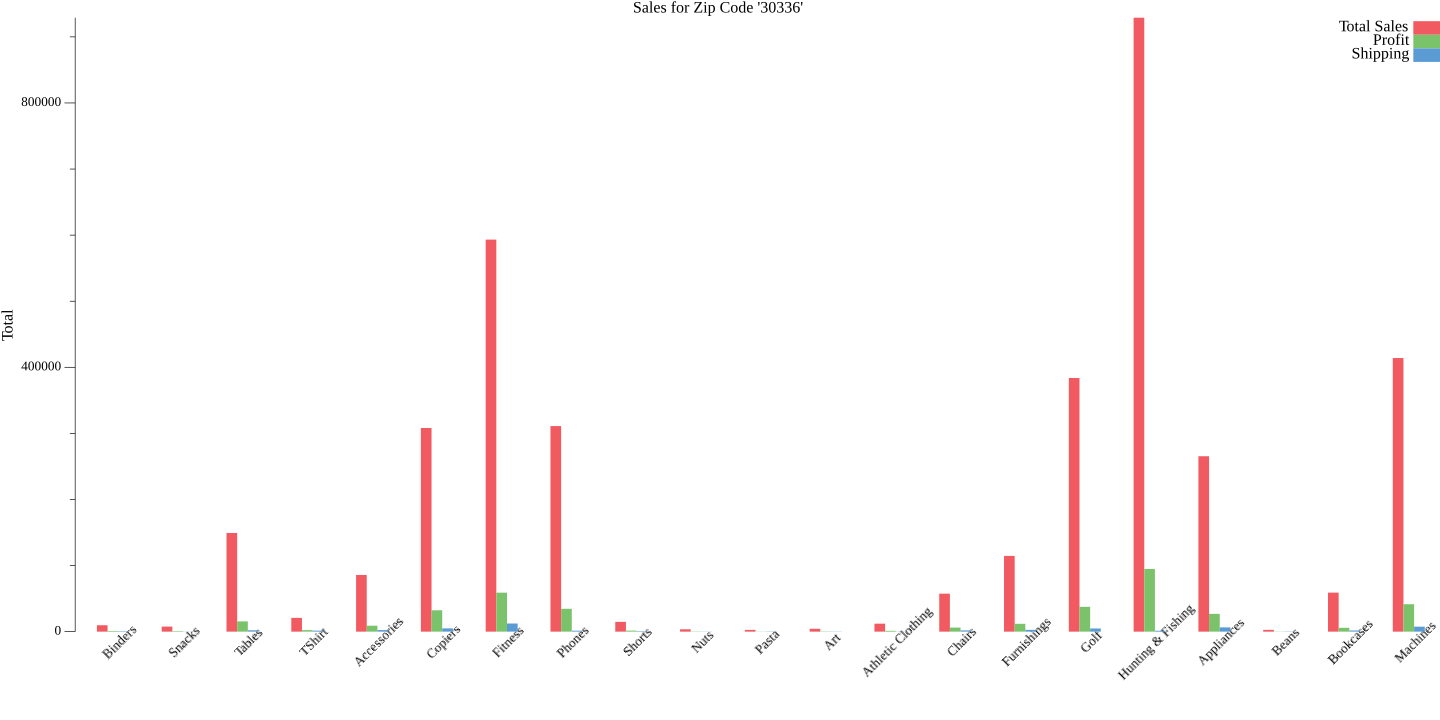 Sales for Zip Code '30336'
Total Sales
Profit
Shipping
800000
400000
0
Total
Binders
Snacks
Tables
TShirt
Accessories
Copiers
Fitness
Phones
Shorts
Nuts
Pasta
Art
Athletic Clothing
Chairs
Furnishings
Golf
Hunting & Fishing
Appliances
Beans
Bookcases
Machines